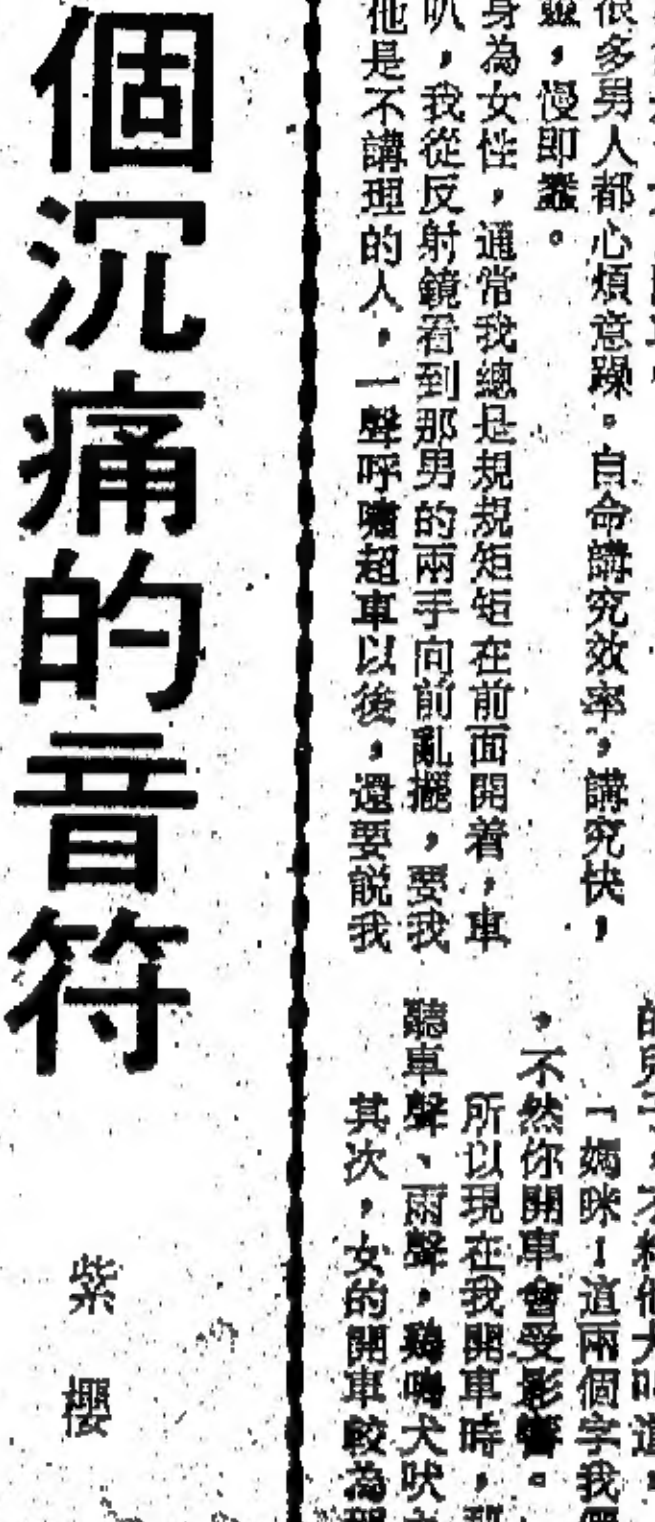 很多男人都心煩意躁。自命講究效率,講究快,
,慢即蠢。
身為女性,通常我總是規規矩矩在前面開着,車
叭,我從反射鏡看到那男的兩手向前亂擺,要我
他是不講理的人,一聲呼嘯超車以後,還要說我
「媽咪!這兩個字我
,不然你開車會受影響。
所以現在我開車時,
聽車聲、雨聲,鷄鳴犬吠
其次,女的開車較為
個沉痛的音符
紫 櫻